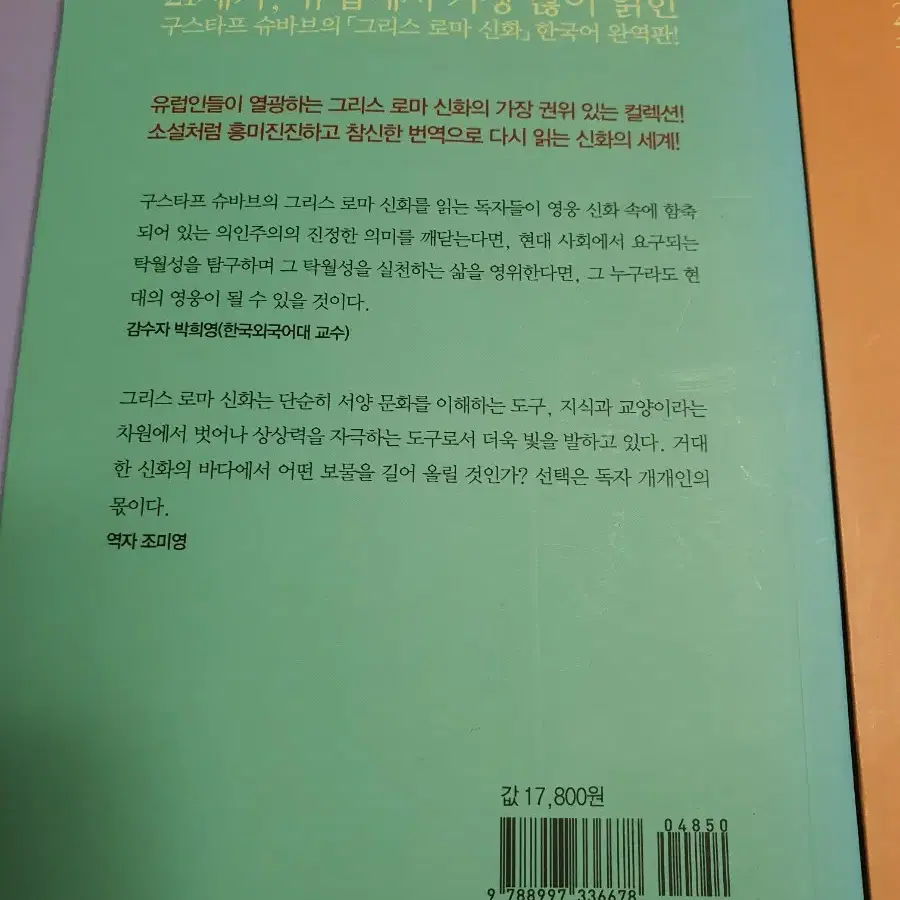 21세기, 유럽에서 가장 많이 읽힌
구스타프 슈바브의 「그리스 로마 신화」 한국어 완역판!
유럽인들이 열광하는 그리스 로마 신화의 가장 권위 있는 컬렉션!
소설처럼 흥미진진하고 참신한 번역으로 다시 읽는 신화의 세계!
구스타프 슈바브의 그리스 로마 신화를 읽는 독자들이 영웅 신화 속에 함축
되어 있는 의인주의의 진정한 의미를 깨닫는다면, 현대 사회에서 요구되는
탁월성을 탐구하며 그 탁월성을 실천하는 삶을 영위한다면, 그 누구라도 현
대의 영웅이 될 수 있을 것이다.
감수자 박희영(한국외국어대 교수)
그리스 로마 신화는 단순히 서양 문화를 이해하는 도구, 지식과 교양이라는
차원에서 벗어나 상상력을 자극하는 도구로서 더욱 빛을 발하고 있다. 거대
한 신화의 바다에서 어떤 보물을 길어 올릴 것인가? 선택은 독자 개개인의
몫이다.
역자 조미영
값 17,800원
04850
9 788997 336678